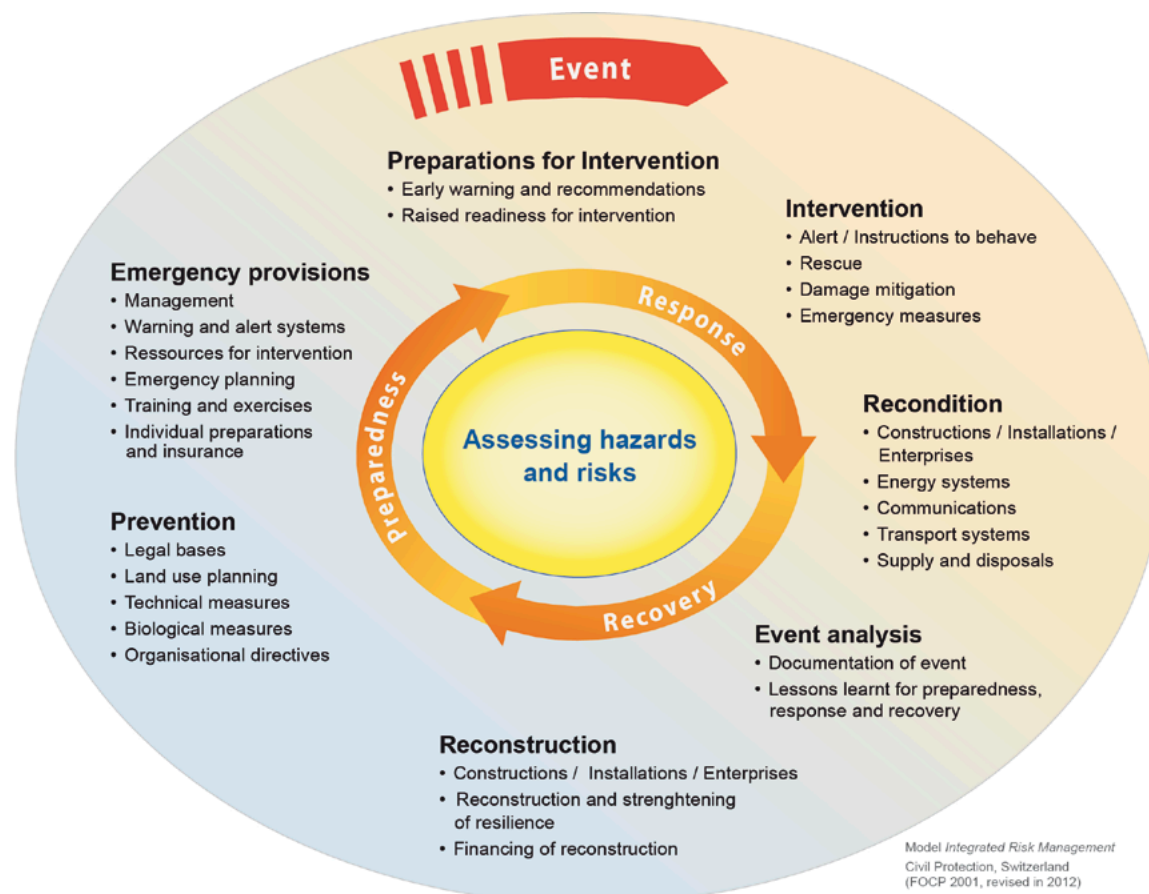 Event
Preparations for Intervention
• Early warning and recommendations
• Raised readiness for intervention
Intervention
• Alert / Instructions to behave
• Rescue
• Damage mitigation
• Emergency measures
Emergency provisions
• Management
• Warning and alert systems
• Ressources for intervention
• Emergency planning
• Training and exercises
• Individual preparations
and insurance
Response
Preparedness
Recovery
Assessing hazards
and risks
Recondition
• Constructions / Installations /
Enterprises
• Energy systems
• Communications
• Transport systems
• Supply and disposals
Prevention
• Legal bases
• Land use planning
• Technical measures
• Biological measures
• Organisational directives
Event analysis
• Documentation of event
• Lessons learnt for preparedness,
response and recovery
Reconstruction
• Constructions / Installations / Enterprises
• Reconstruction and strenghtening
of resilience
• Financing of reconstruction
Model Integrated Risk Management
Civil Protection, Switzerland
(FOCP 2001, revised in 2012)